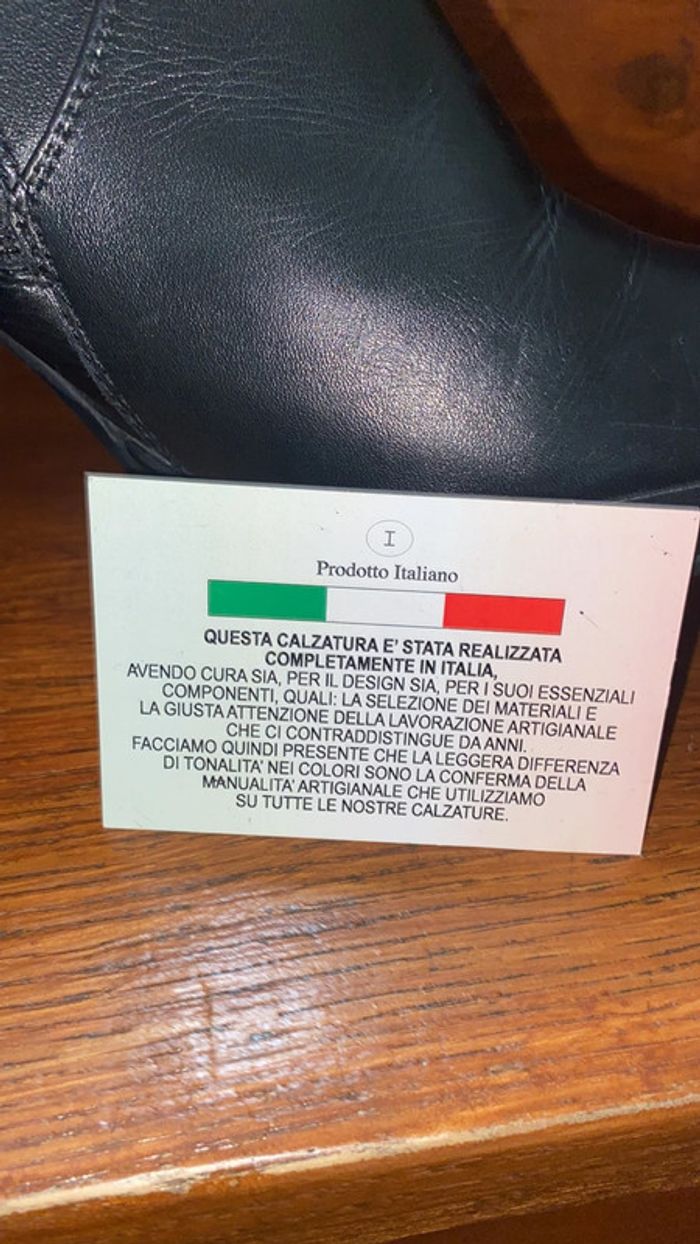 I
Prodotto Italiano
QUESTA CALZATURA E' STATA REALIZZATA
COMPLETAMENTE IN ITALIA,
AVENDO CURA SIA, PER IL DESIGN SIA, PER I SUOI ESSENZIALI
COMPONENTI, QUALI: LA SELEZIONE DEI MATERIALI E
LA GIUSTA ATTENZIONE DELLA LAVORAZIONE ARTIGIANALE
CHE CI CONTRADDISTINGUE DA ANNI.
FACCIAMO QUINDI PRESENTE CHE LA LEGGERA DIFFERENZA
DI TONALITA' NEI COLORI SONO LA CONFERMA DELLA
MANUALITA' ARTIGIANALE CHE UTILIZZIAMO
SU TUTTE LE NOSTRE CALZATURE.